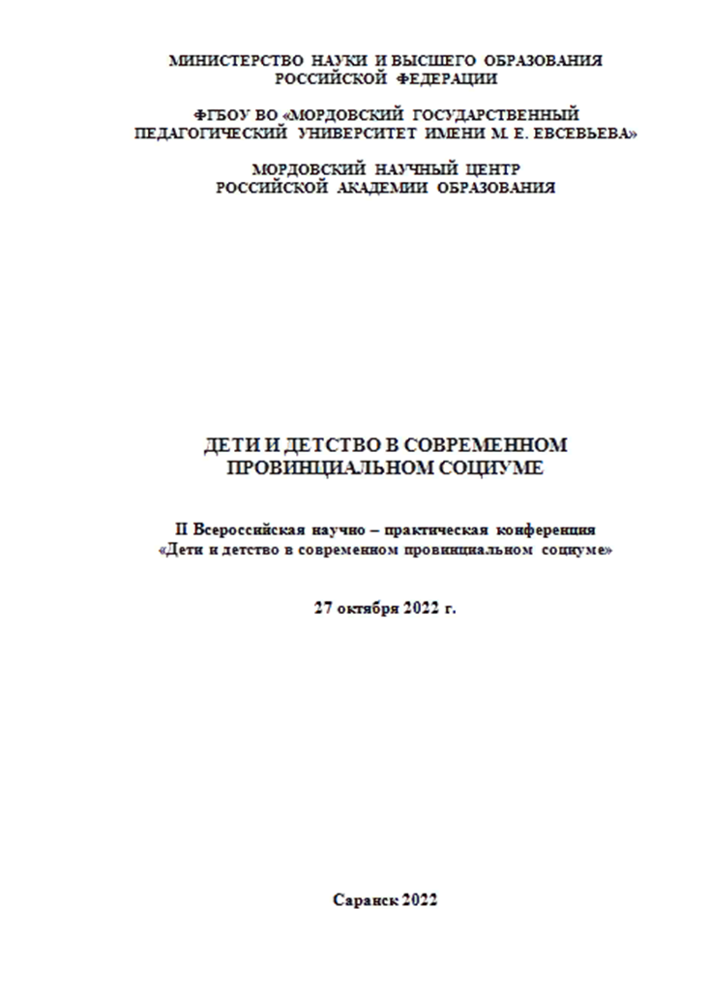 МИНИСТЕРСТВО НАУКИ И ВЫСШЕГО ОБРАЗОВАНИЯ
РОССИЙСКОЙ ФЕДЕРАЦИИ
ФГБОУ ВО «МОРДОВСКИЙ ГОСУДАРСТВЕННЫЙ
ПЕДАГОГИЧЕСКИЙ УНИВЕРСИТЕТ ИМЕНИ М. Е. ЕВСЕВЬЕВА»
МОРДОВСКИЙ НАУЧНЫЙ ЦЕНТР
РОССИЙСКОЙ АКАДЕМИИ ОБРАЗОВАНИЯ
ДЕТИ И ДЕТСТВО В СОВРЕМЕННОМ
ПРОВИНЦИАЛЬНОМ СОЦИУМЕ
II Всероссийская научно – практическая конференция
«Дети и детство в современном провинциальном социуме»
27 октября 2022 г.
Саранск 2022